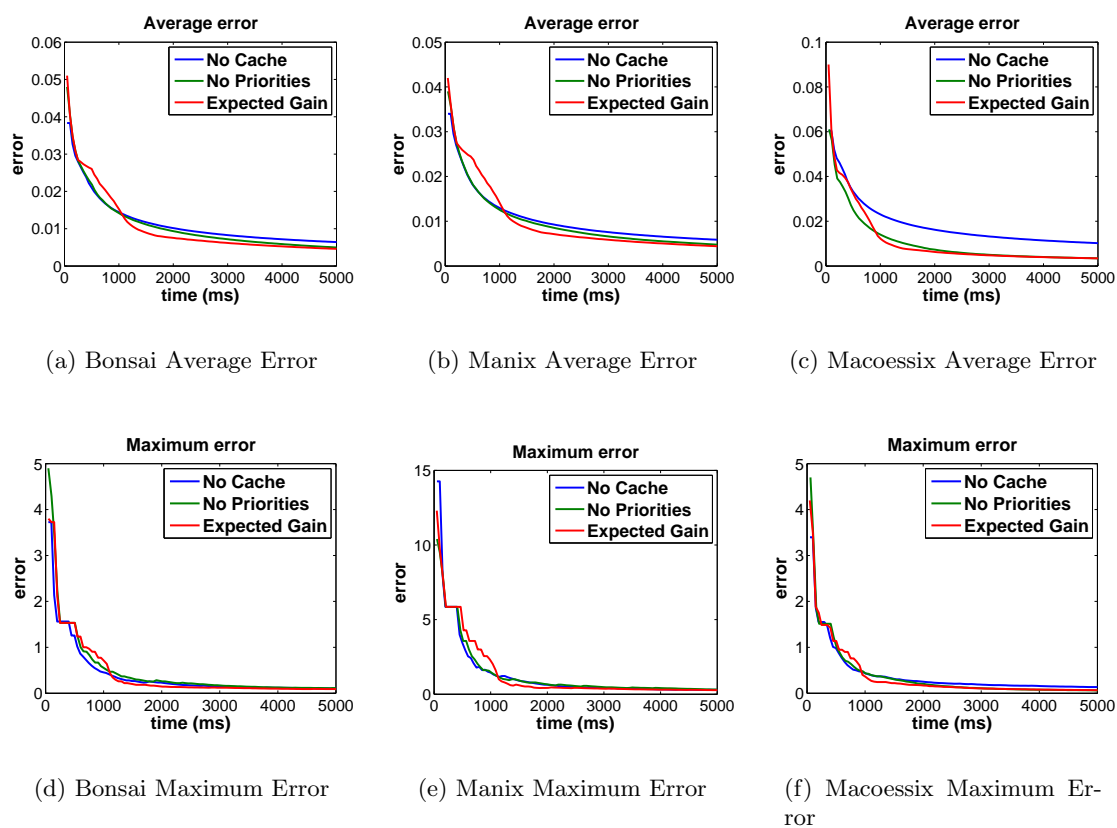 Average error
0.06
0.05
0.04
0.03
0.02
0.01
0
0 1000 2000 3000 4000 5000
error
time (ms)
No Cache
No Priorities
Expected Gain
(a) Bonsai Average Error
Average error
0.05
0.04
0.03
0.02
0.01
0
0 1000 2000 3000 4000 5000
error
time (ms)
No Cache
No Priorities
Expected Gain
(b) Manix Average Error
Average error
0.1
0.08
0.06
0.04
0.02
0
0 1000 2000 3000 4000 5000
error
time (ms)
No Cache
No Priorities
Expected Gain
(c) Macoessix Average Error
Maximum error
5
4
3
2
1
0
0 1000 2000 3000 4000 5000
error
time (ms)
No Cache
No Priorities
Expected Gain
(d) Bonsai Maximum Error
Maximum error
15
10
5
0
0 1000 2000 3000 4000 5000
error
time (ms)
No Cache
No Priorities
Expected Gain
(e) Manix Maximum Error
Maximum error
5
4
3
2
1
0
0 1000 2000 3000 4000 5000
error
time (ms)
No Cache
No Priorities
Expected Gain
(f) Macoessix Maximum Er-
ror